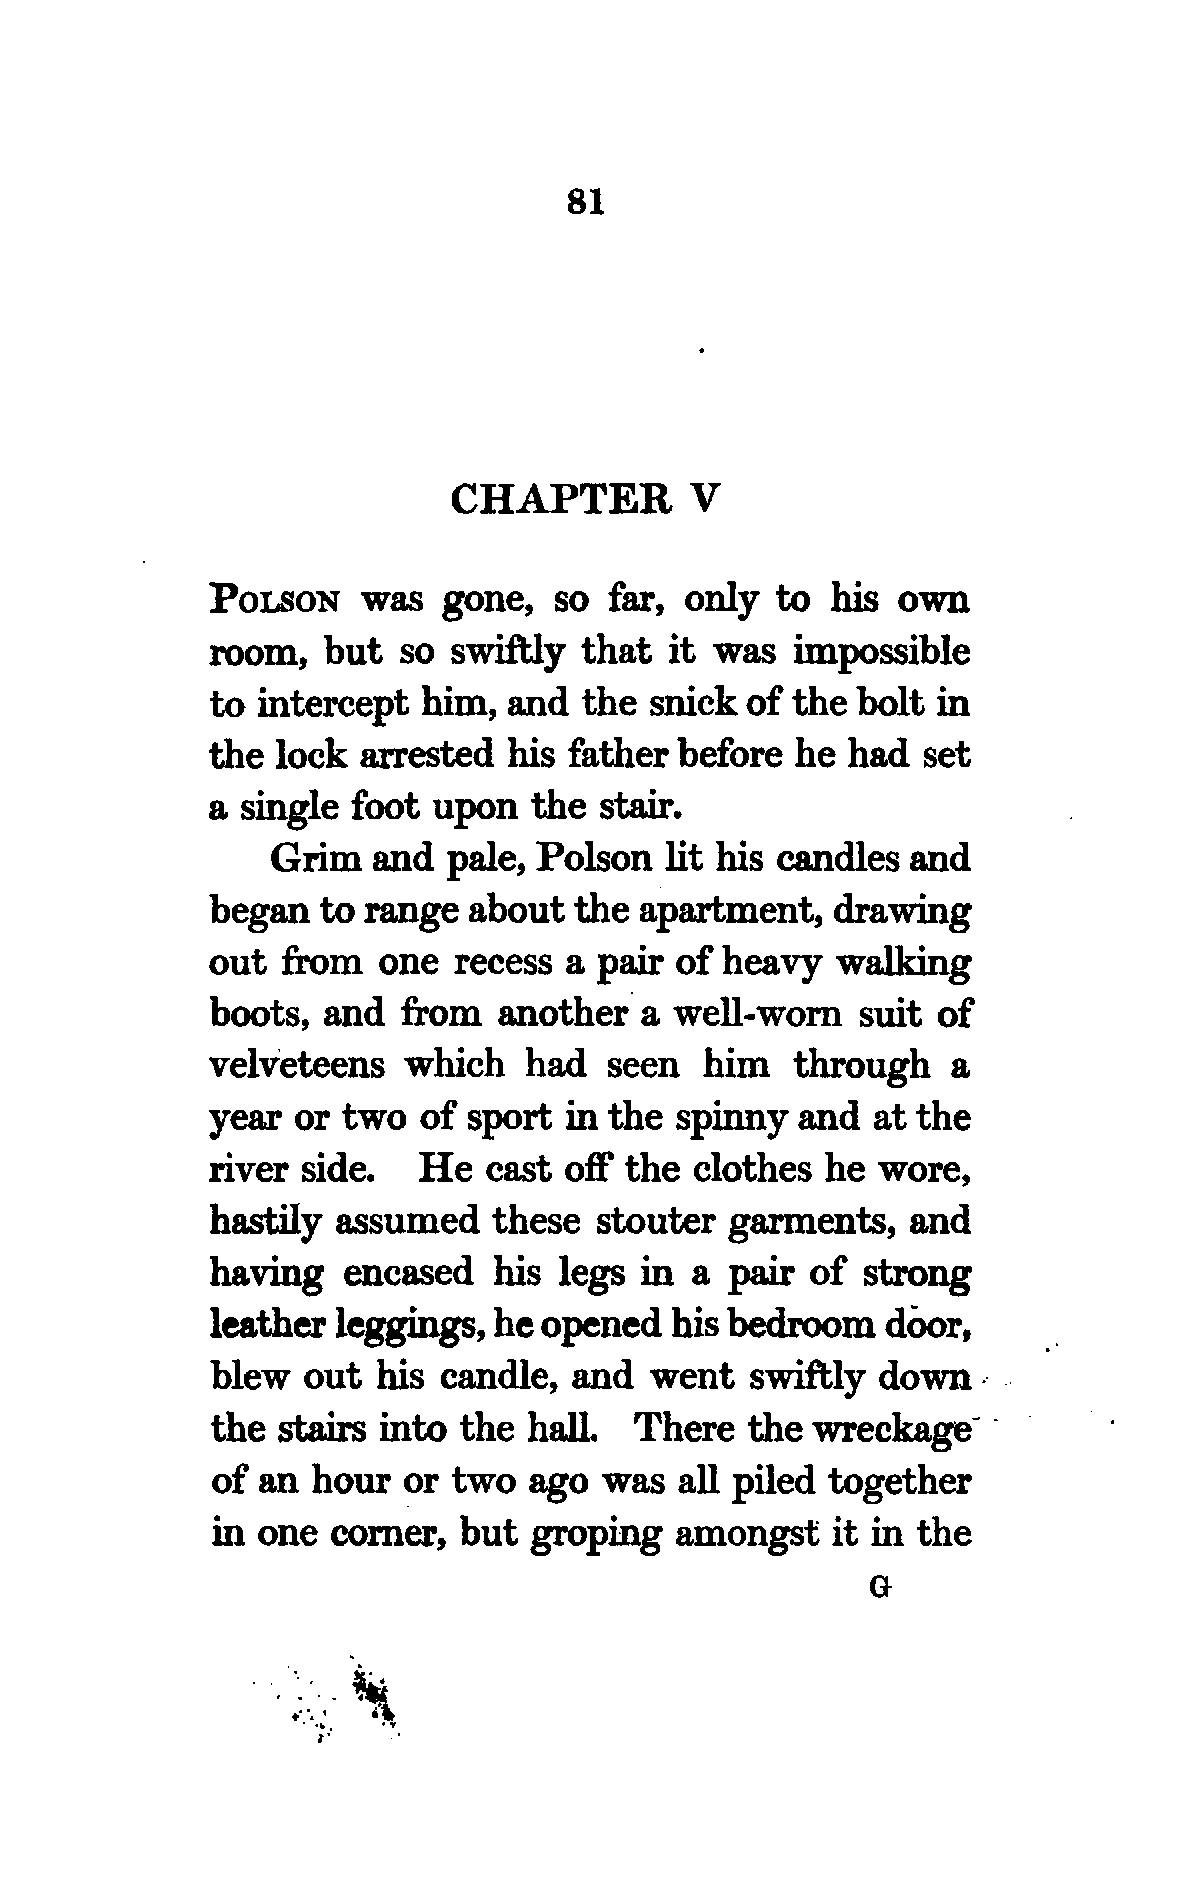 81
CHAPTER V
POLSON was gone, so far, only to his own
room, but so swiftly that it was impossible
to intercept him, and the snick of the bolt in
the lock arrested his father before he had set
a single foot upon the stair.
Grim and pale, Polson lit his candles and
began to range about the apartment, drawing
out from one recess a pair of heavy walking
boots, and from another a well-worn suit of
velveteens which had seen him through a
year or two of sport in the spinny and at the
river side. He cast off the clothes he wore,
hastily assumed these stouter garments, and
having encased his legs in a pair of strong
leather leggings, he opened his bedroom door,
blew out his candle, and went swiftly down
the stairs into the hall. There the wreckage
of an hour or two ago was all piled together
in one corner, but groping amongst it in the
G